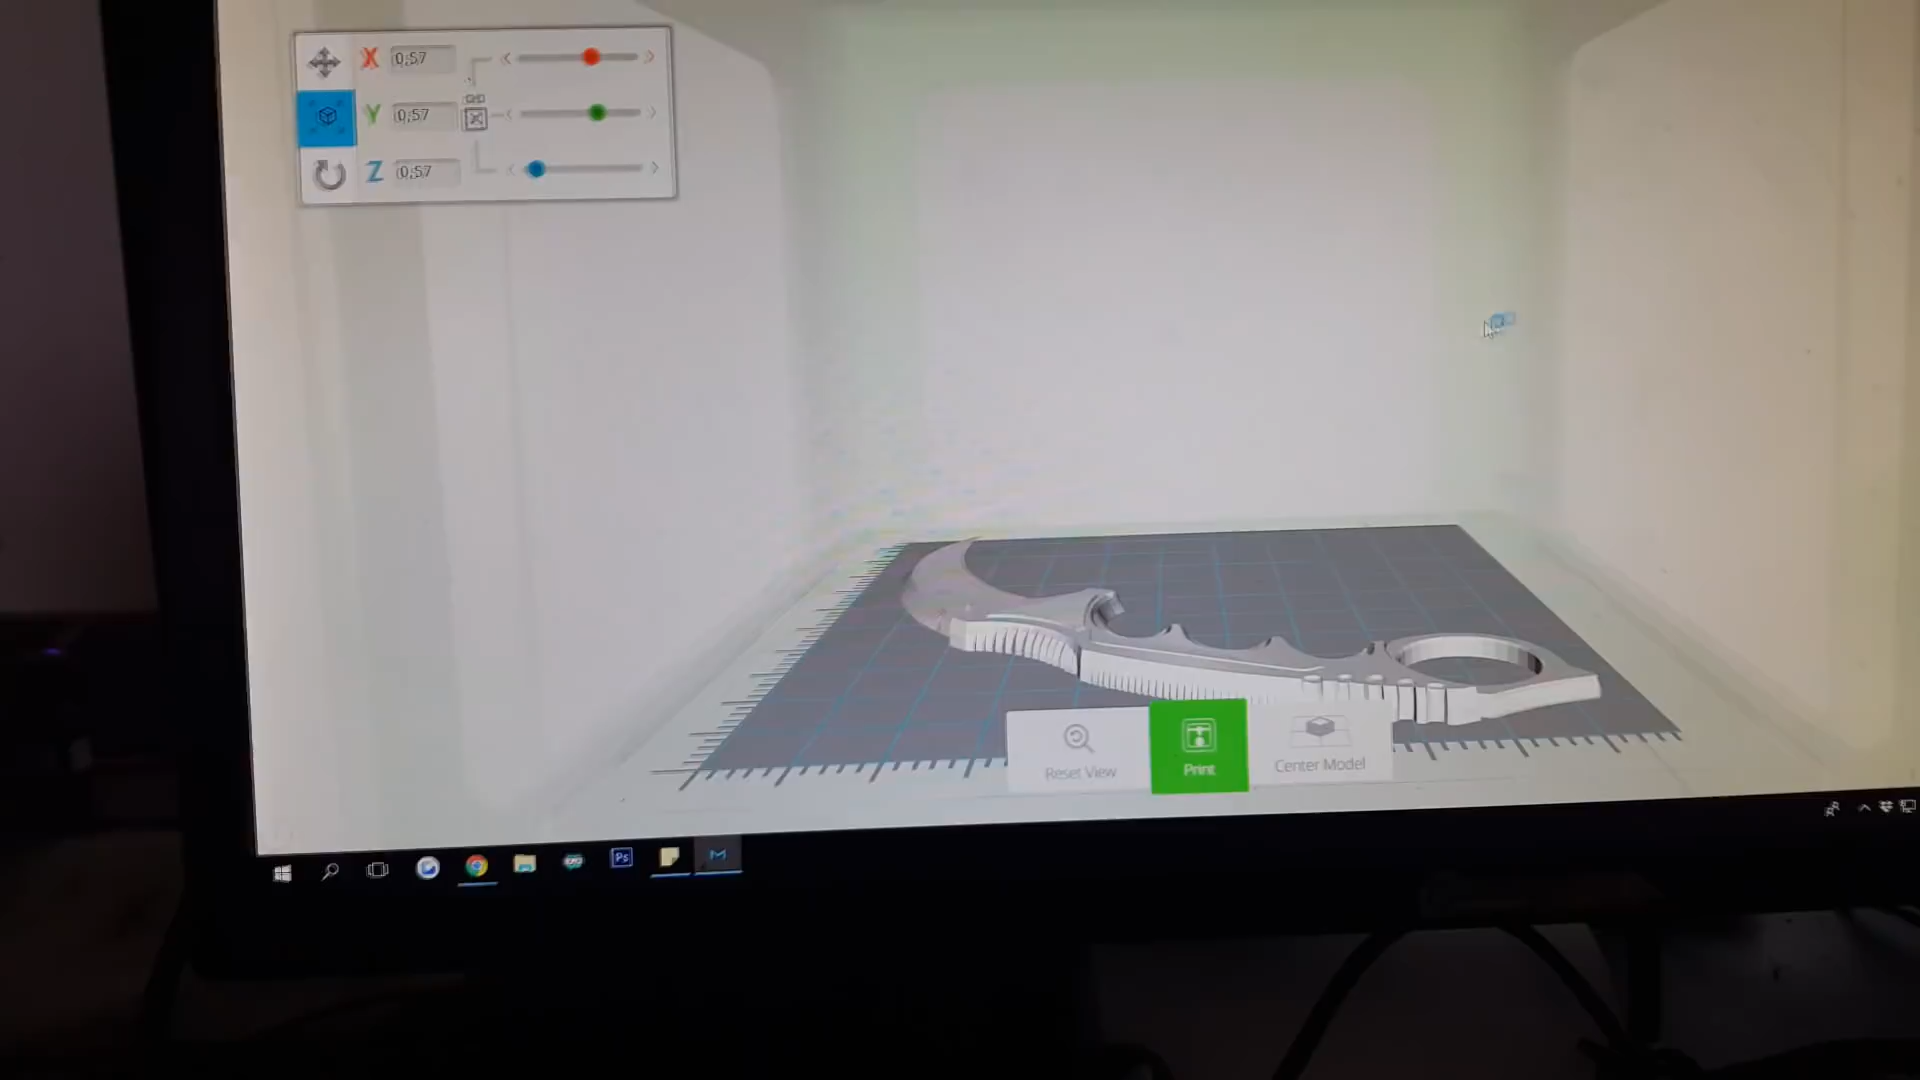 X 0,57
Y 0,57
Z 0,57
Reset View
Print
Center Model
Ps